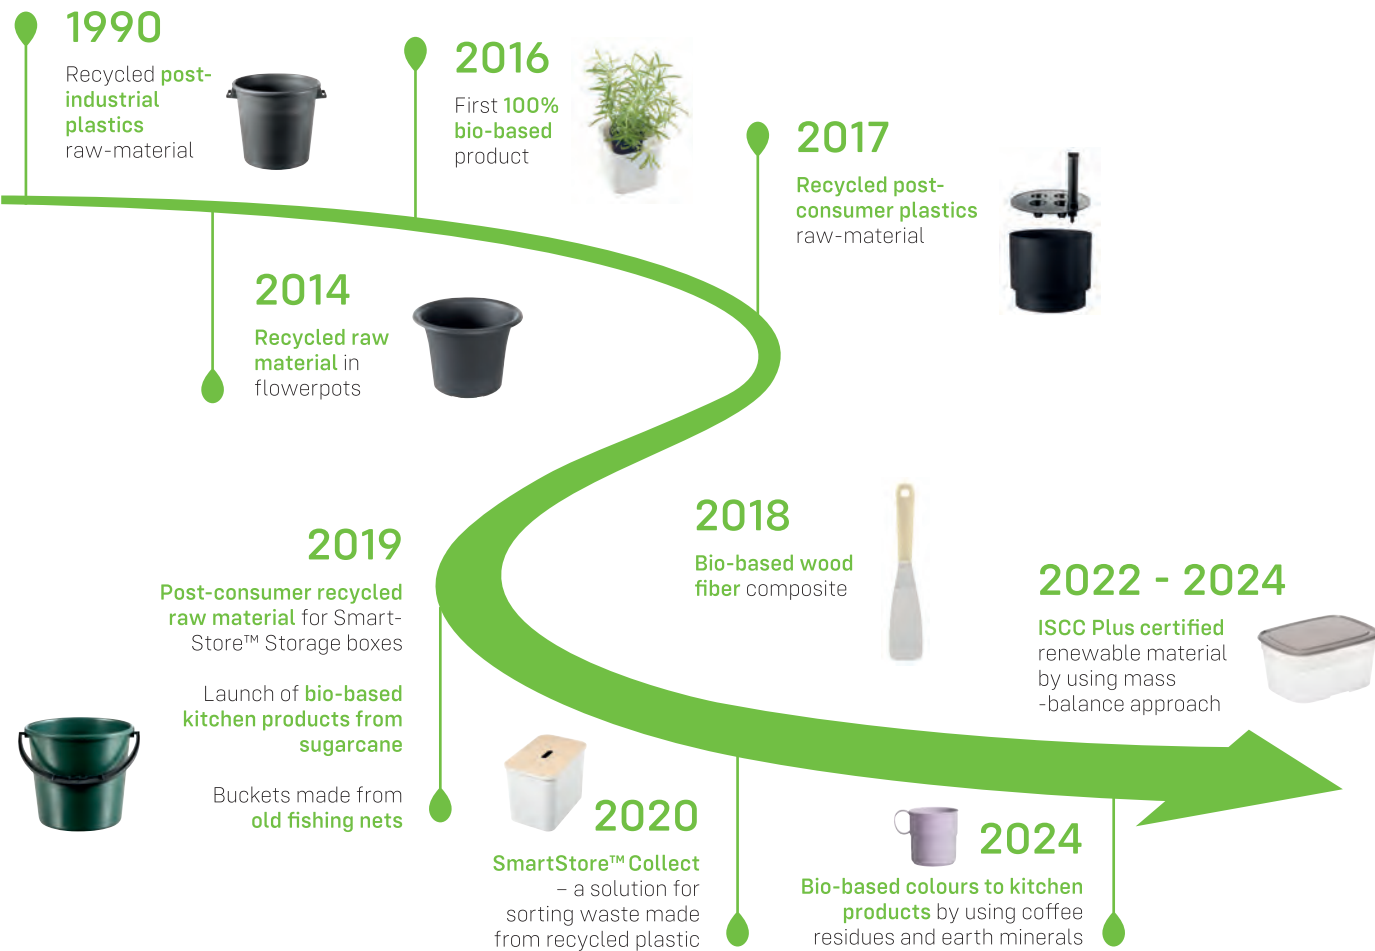 1990
Recycled post-
industrial
plastics
raw-material
2016
First 100%
bio-based
product
2017
Recycled post-
consumer plastics
raw-material
2014
Recycled raw
material in
flowerpots
2018
Bio-based wood
fiber composite
2019
Post-consumer recycled
raw material for Smart-
Store™ Storage boxes
Launch of bio-based
kitchen products from
sugarcane
Buckets made from
old fishing nets
2020
SmartStore™ Collect
– a solution for
sorting waste made
from recycled plastic
2022 - 2024
ISCC Plus certified
renewable material
by using mass
-balance approach
2024
Bio-based colours to kitchen
products by using coffee
residues and earth minerals